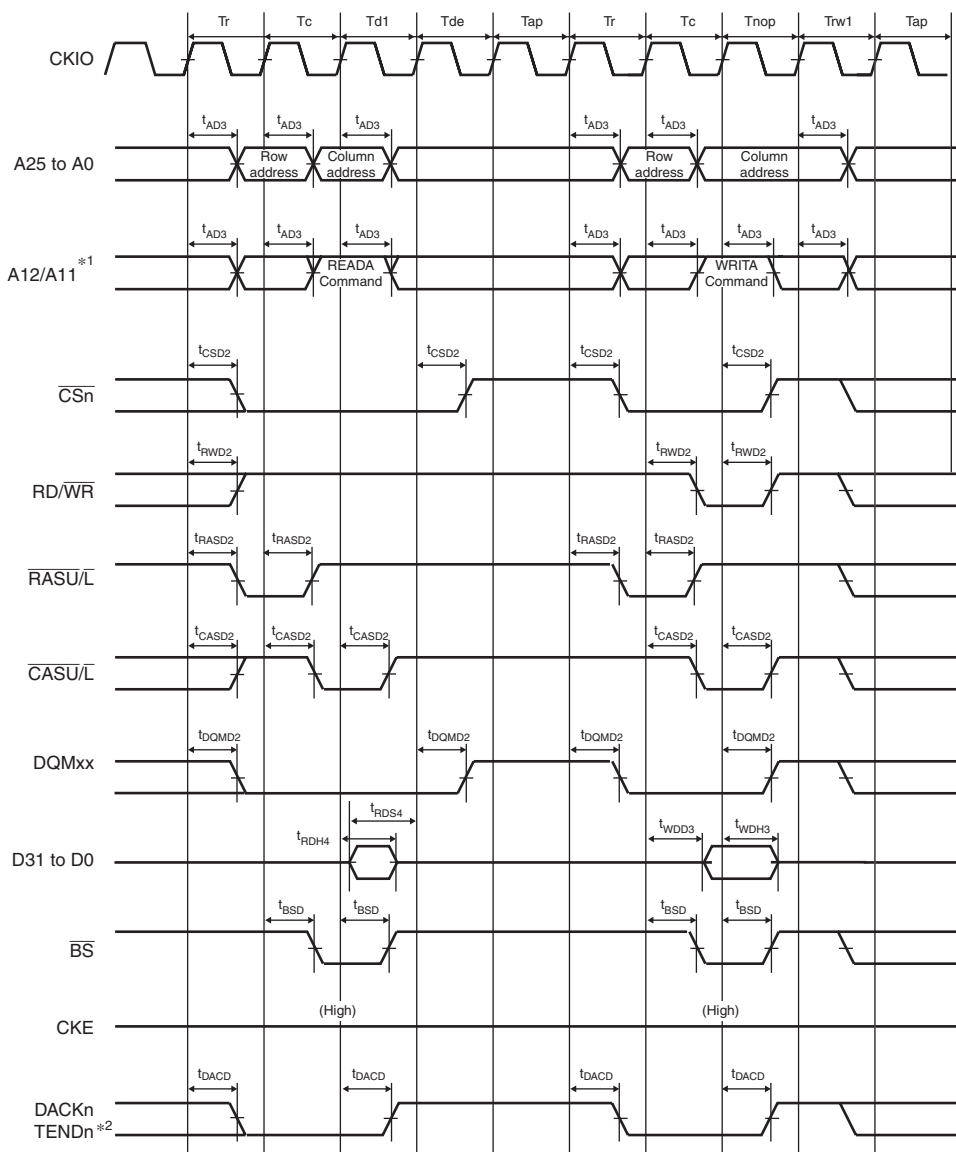 Tr Tc Td1 Tde Tap Tr Tc Tnop Trw1 Tap
CKIO
tAD3 tAD3 tAD3 tAD3 tAD3 tAD3
A25 to A0
Row address
Column address
Row address
Column address
tAD3 tAD3 tAD3 tAD3 tAD3 tAD3 tAD3
A12/A11*1
READA Command
WRITA Command
tCSD2 tCSD2 tCSD2 tCSD2
CSn
tRWD2 tRWD2 tRWD2
RD/WR
tRASD2 tRASD2 tRASD2 tRASD2
RASU/L
tCASD2 tCASD2 tCASD2 tCASD2 tCASD2
CASU/L
tDQMD2 tDQMD2 tDQMD2 tDQMD2
DQMxx
tRDS4
tRDH4 tWDD3 tWDH3
D31 to D0
tBSD tBSD tBSD tBSD
BS
(High) (High)
CKE
tDACD tDACD tDACD tDACD
DACKn
TENDn*2